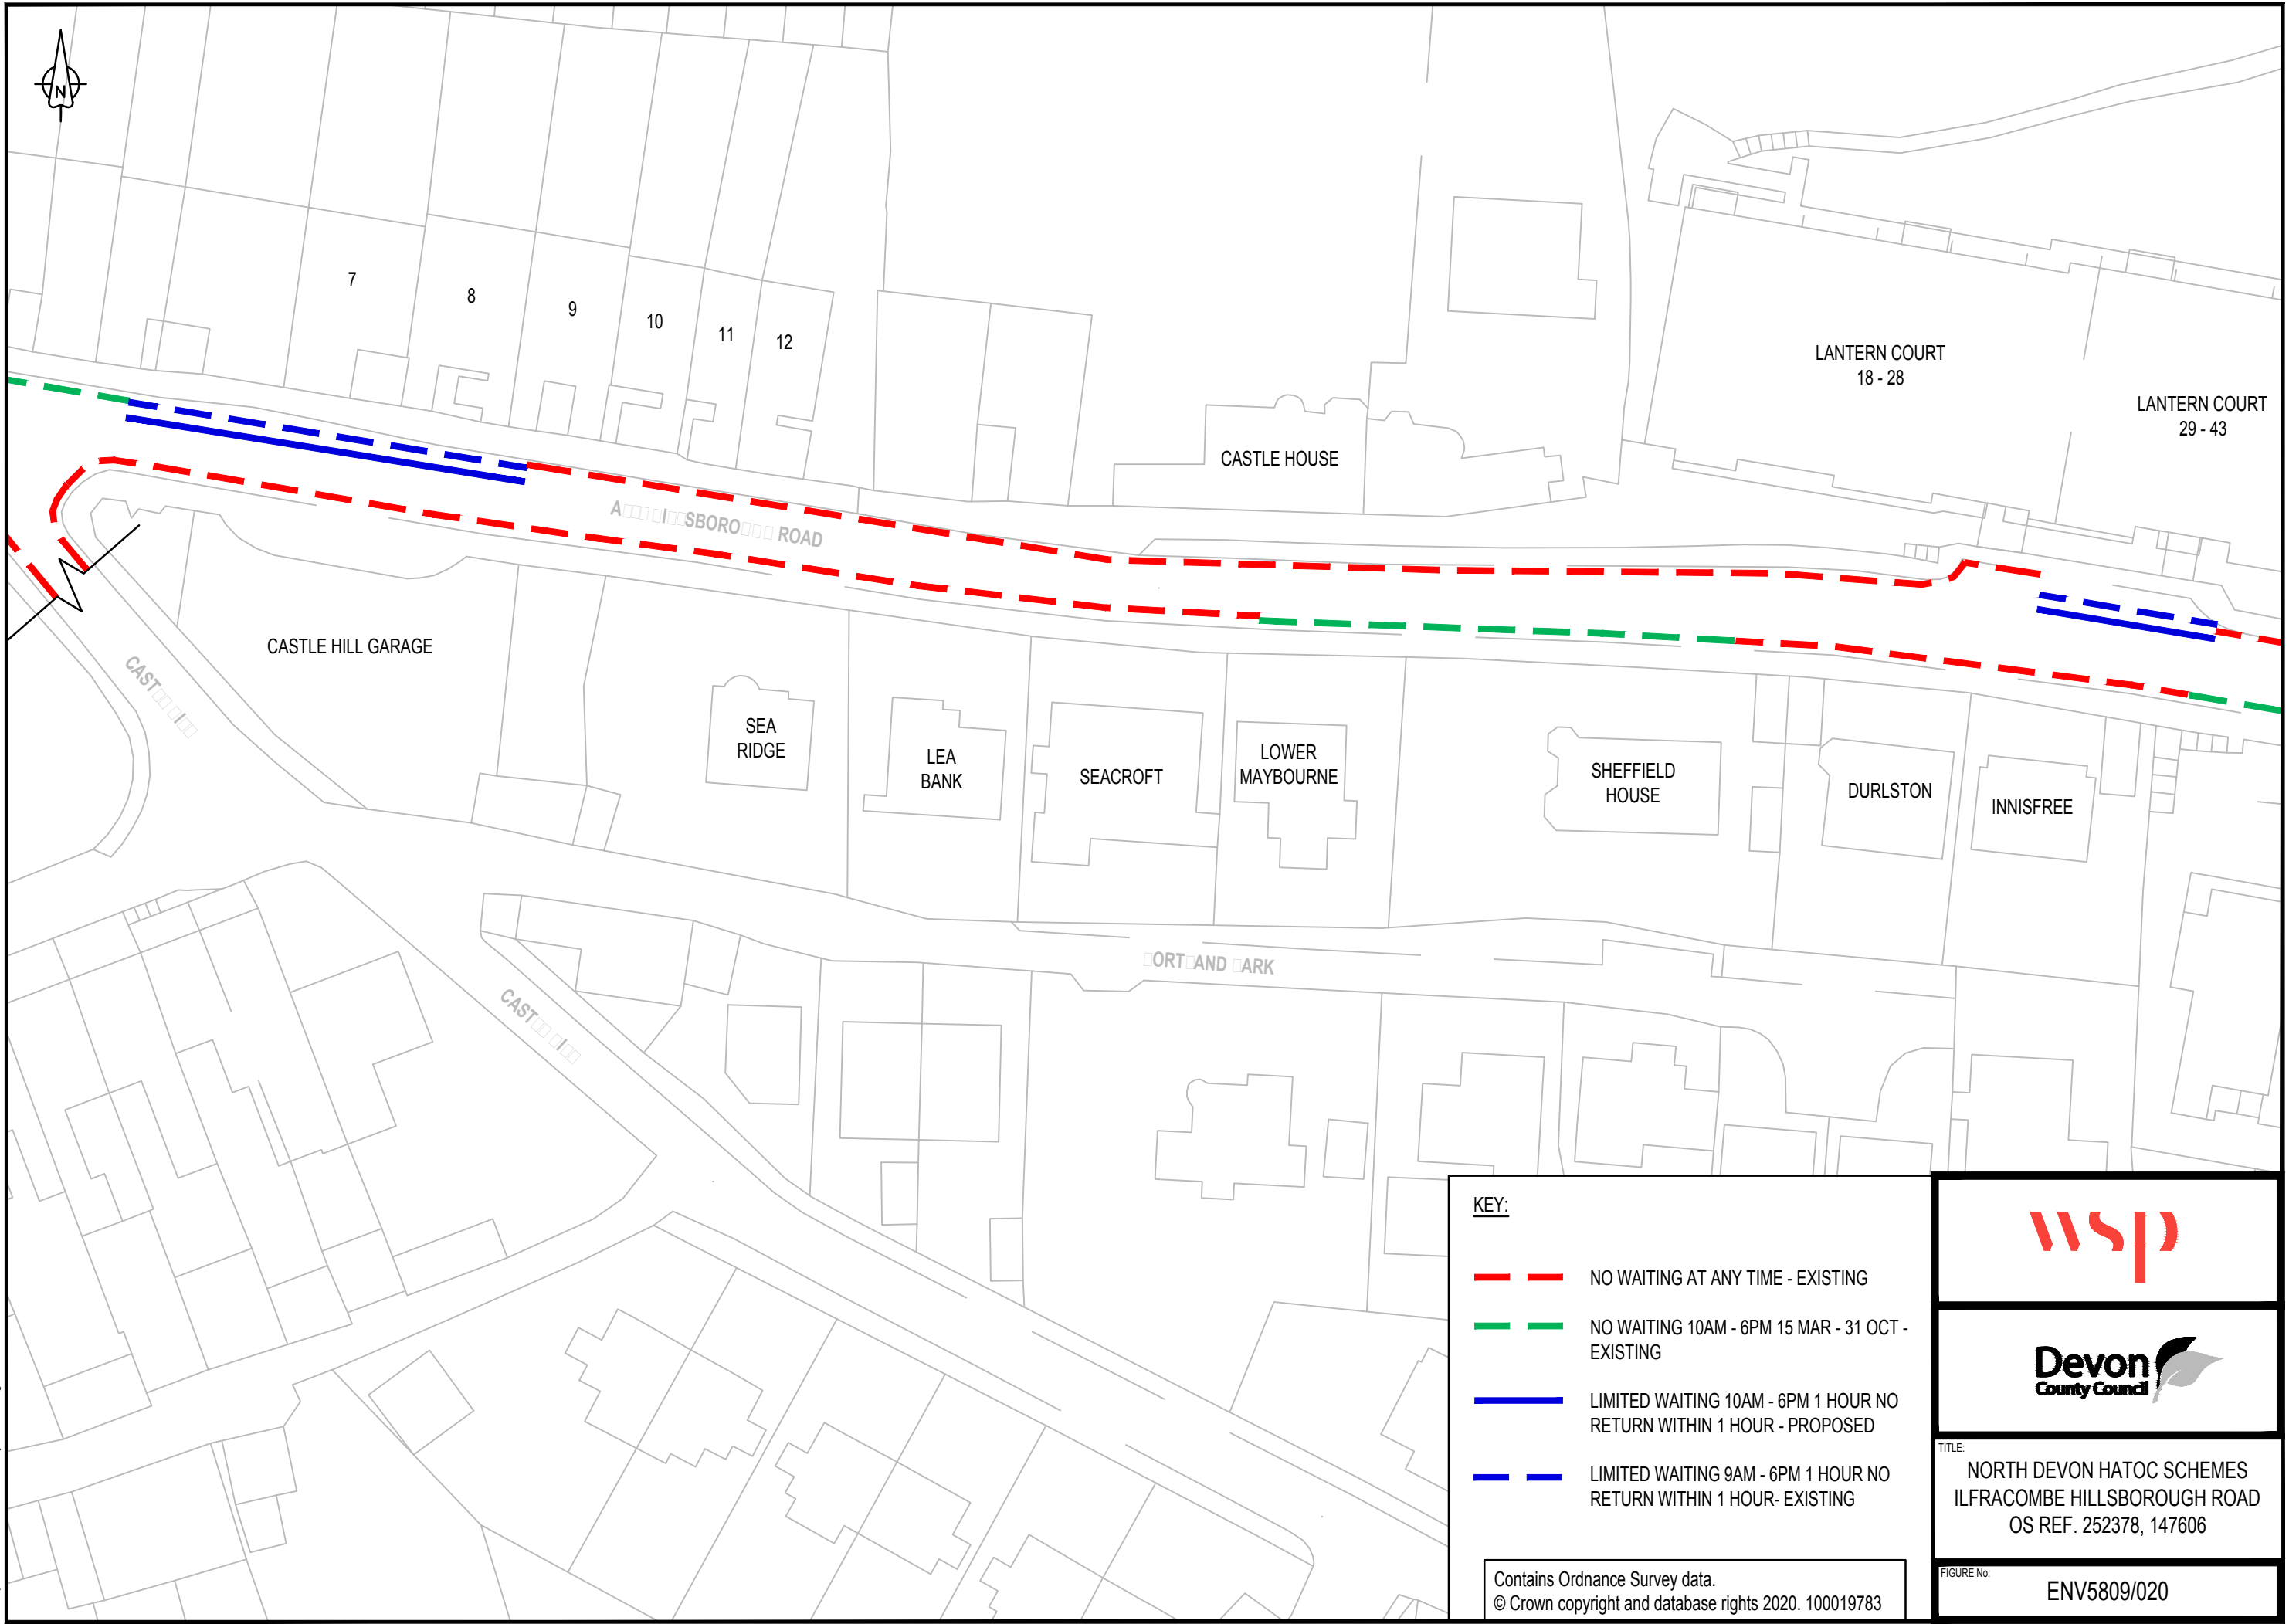 N
7
8
9
10
11
12
LANTERN COURT
18 - 28
LANTERN COURT
29 - 43
CASTLE HOUSE
ROAD
CASTLE HILL GARAGE
SEA
RIDGE
LEA
BANK
SEACROFT
LOWER
MAYBOURNE
SHEFFIELD
HOUSE
DURLSTON
INNISFREE
KEY:
NO WAITING AT ANY TIME - EXISTING
NO WAITING 10AM - 6PM 15 MAR - 31 OCT -
EXISTING
LIMITED WAITING 10AM - 6PM 1 HOUR NO
RETURN WITHIN 1 HOUR - PROPOSED
LIMITED WAITING 9AM - 6PM 1 HOUR NO
RETURN WITHIN 1 HOUR- EXISTING
Contains Ordnance Survey data.
© Crown copyright and database rights 2020. 100019783
wsp
Devon
County Council
TITLE:
NORTH DEVON HATOC SCHEMES
ILFRACOMBE HILLSBOROUGH ROAD
OS REF. 252378, 147606
FIGURE No:
ENV5809/020